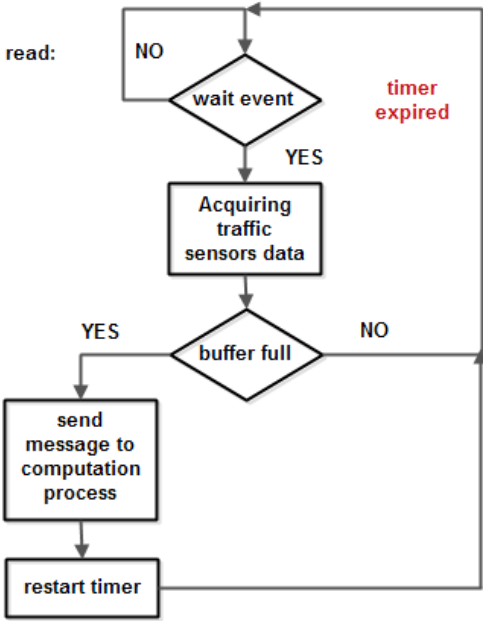 read:
NO
wait event
timer
expired
YES
Acquiring
traffic
sensors data
YES
NO
buffer full
send
message to
computation
process
restart timer